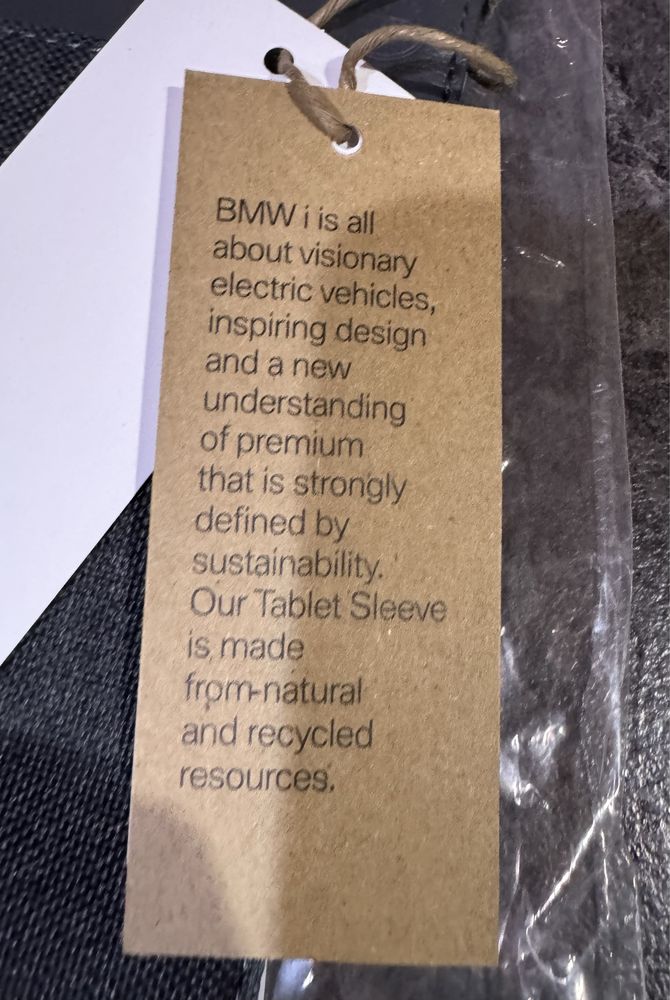 BMW i is all
about visionary
electric vehicles,
inspiring design
and a new
understanding
of premium
that is strongly
defined by
sustainability.
Our Tablet Sleeve
is made
from natural
and recycled
resources.